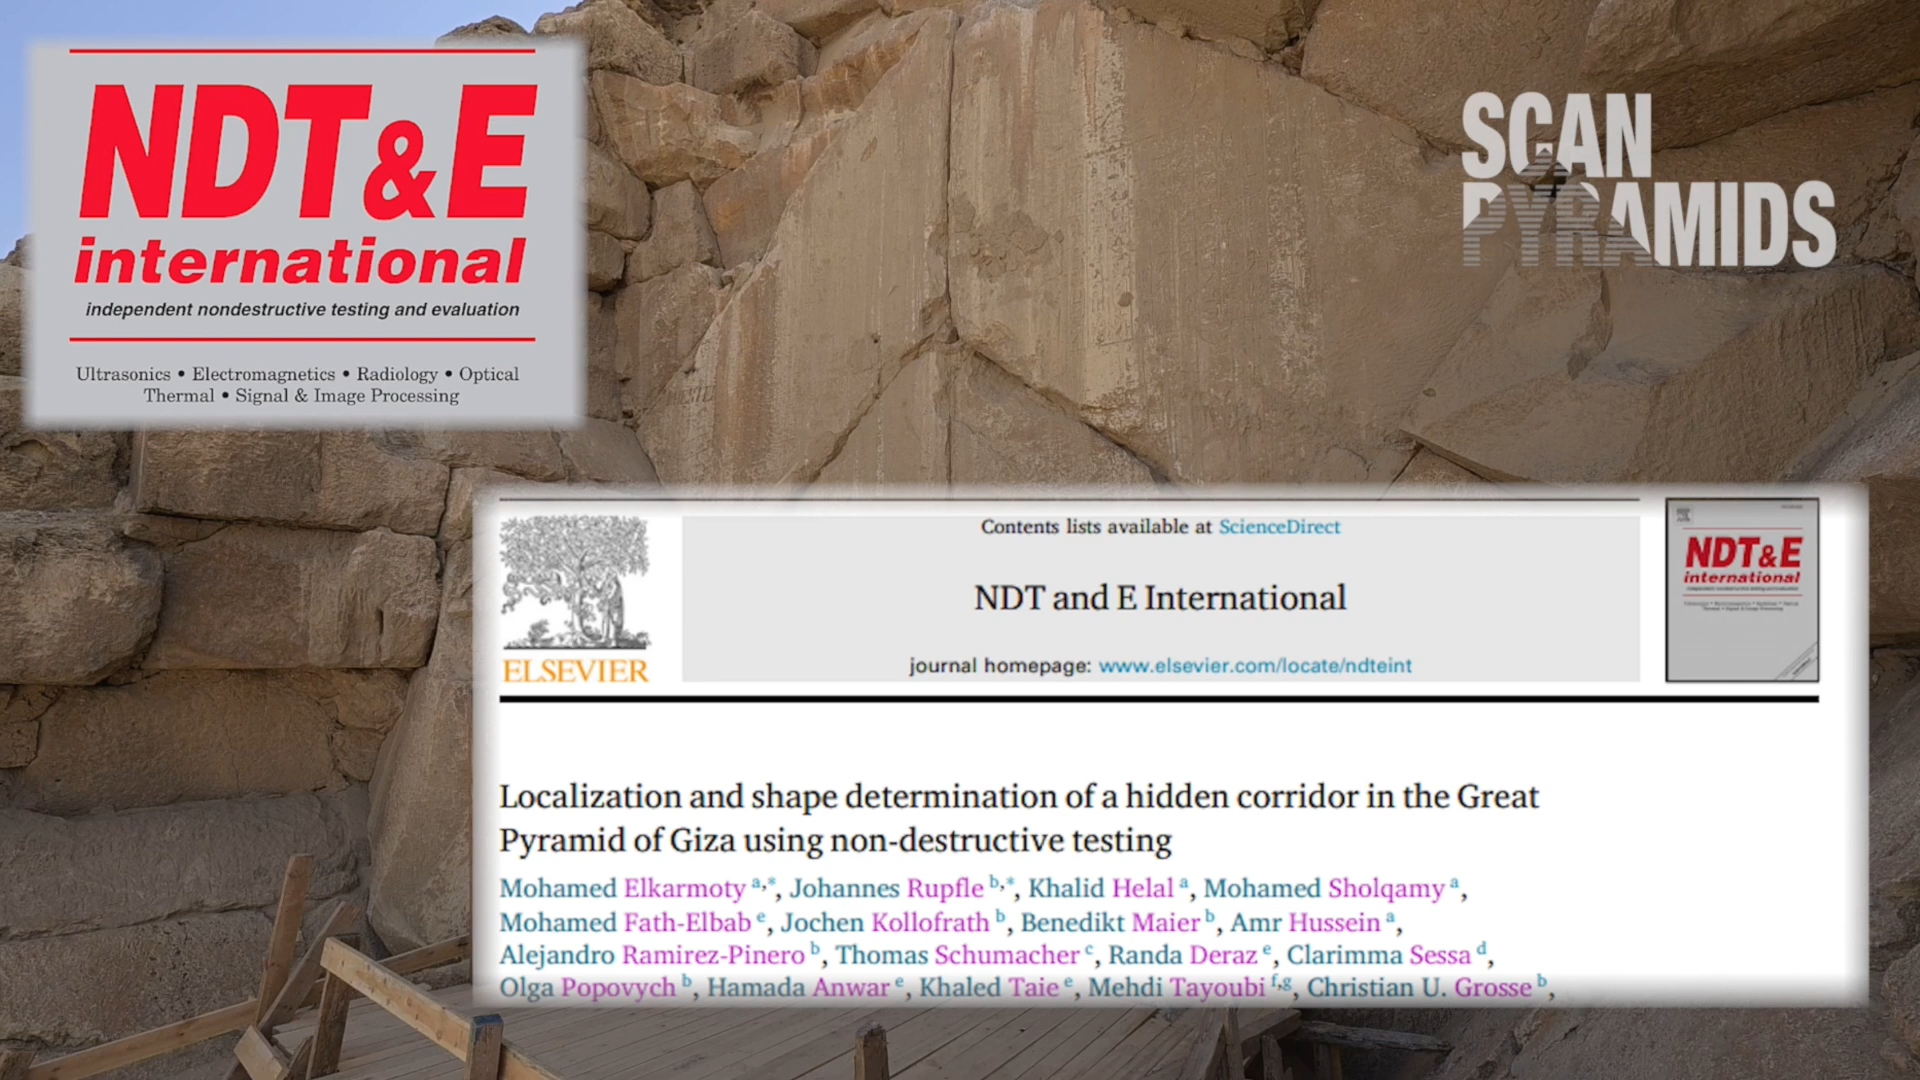 NDT&E
international
independent nondestructive testing and evaluation
Ultrasonics • Electromagnetics • Radiology • Optical
Thermal • Signal & Image Processing
SCAN
PYRAMIDS
Contents lists available at ScienceDirect
NDT and E International
journal homepage: www.elsevier.com/locate/ndteint
ELSEVIER
NDT&E
international
Localization and shape determination of a hidden corridor in the Great
Pyramid of Giza using non-destructive testing
Mohamed Elkarmoty a,*, Johannes Rupfle b,*, Khalid Helal a, Mohamed Sholqamy a,
Mohamed Fath-Elbab e, Jochen Kollofrath b, Benedikt Maier b, Amr Hussein a,
Alejandro Ramirez-Pinero b, Thomas Schumacher c, Randa Deraz e, Clarimma Sessa d,
Olga Popovych b, Hamada Anwar e, Khaled Taie e, Mehdi Tayoubi f,g, Christian U. Grosse b,